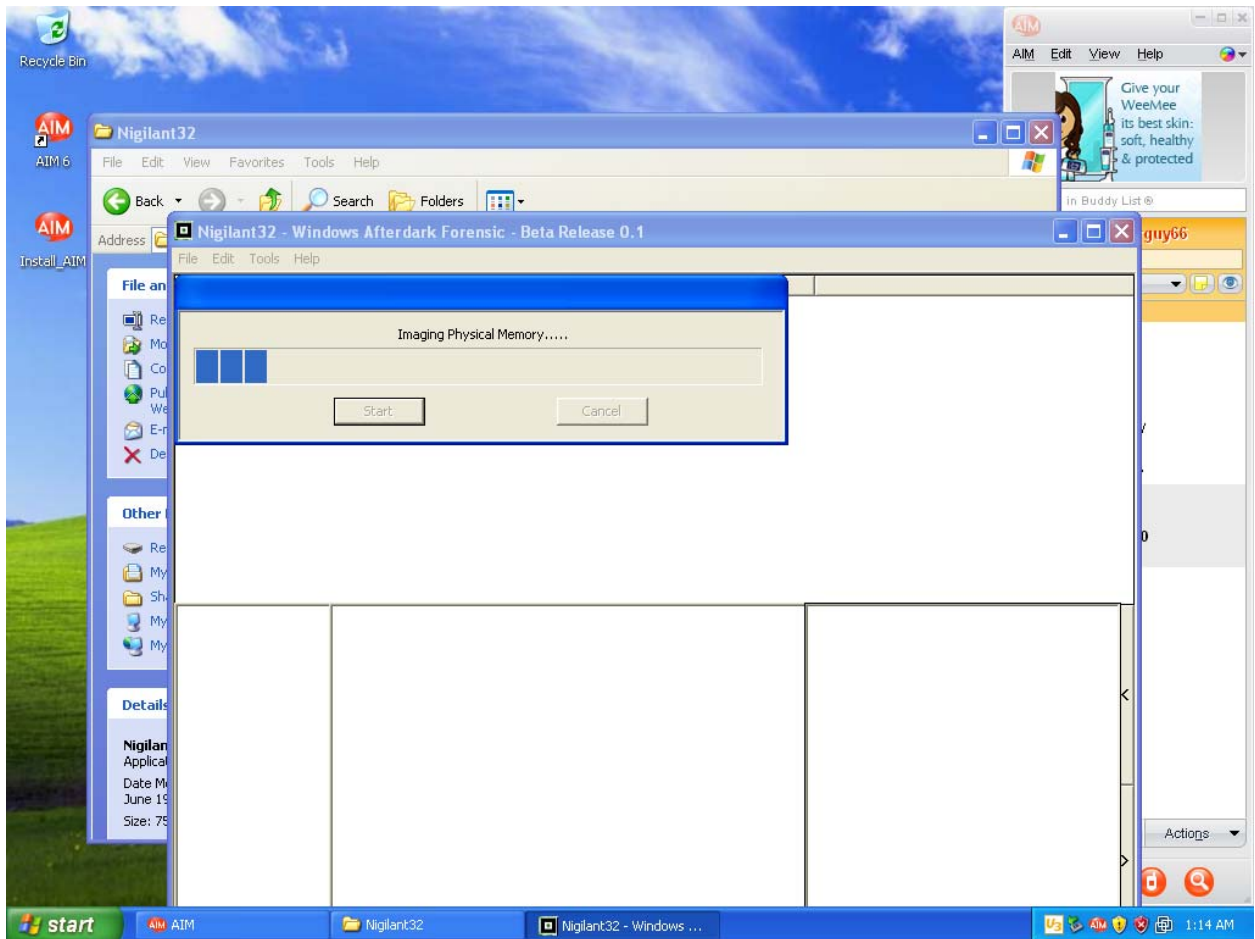 Recycle Bin
AIM 6
Install_AIM
AIM
AIM Edit View Help
Give your
WeeMee
its best skin:
soft, healthy
& protected
in Buddy List
guy66
Nigilant32
File Edit View Favorites Tools Help
Back Search Folders
Address
Nigilant32 - Windows Afterdark Forensic - Beta Release 0.1
File Edit Tools Help
Imaging Physical Memory.....
Start Cancel
File an
Re
Mo
Co
Pul
We
E-r
De
Other
Re
My
Sha
My
My
Details
Nigilan
Applicat
Date Mo
June 19
Size: 75
Actions
start AIM Nigilant32 Nigilant32 - Windows ... 1:14 AM